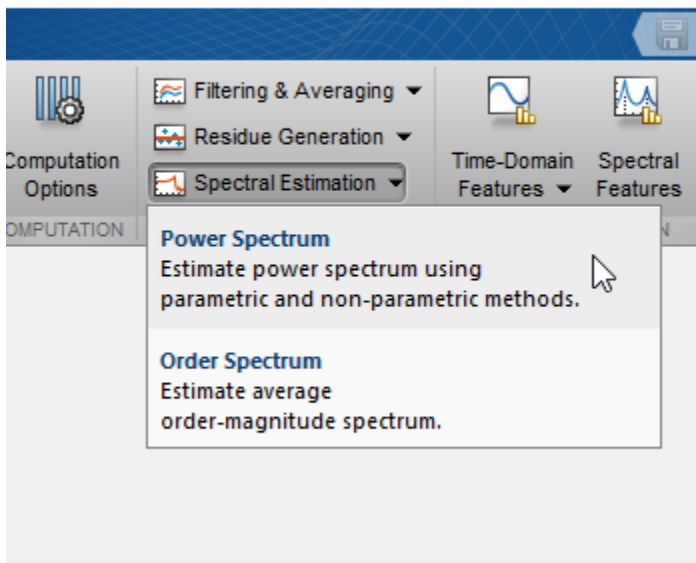 Filtering & Averaging
Residue Generation
Spectral Estimation
Computation
Options
Time-Domain
Features
Spectral
Features
OMPUTATION
N
Power Spectrum
Estimate power spectrum using
parametric and non-parametric methods.
Order Spectrum
Estimate average
order-magnitude spectrum.